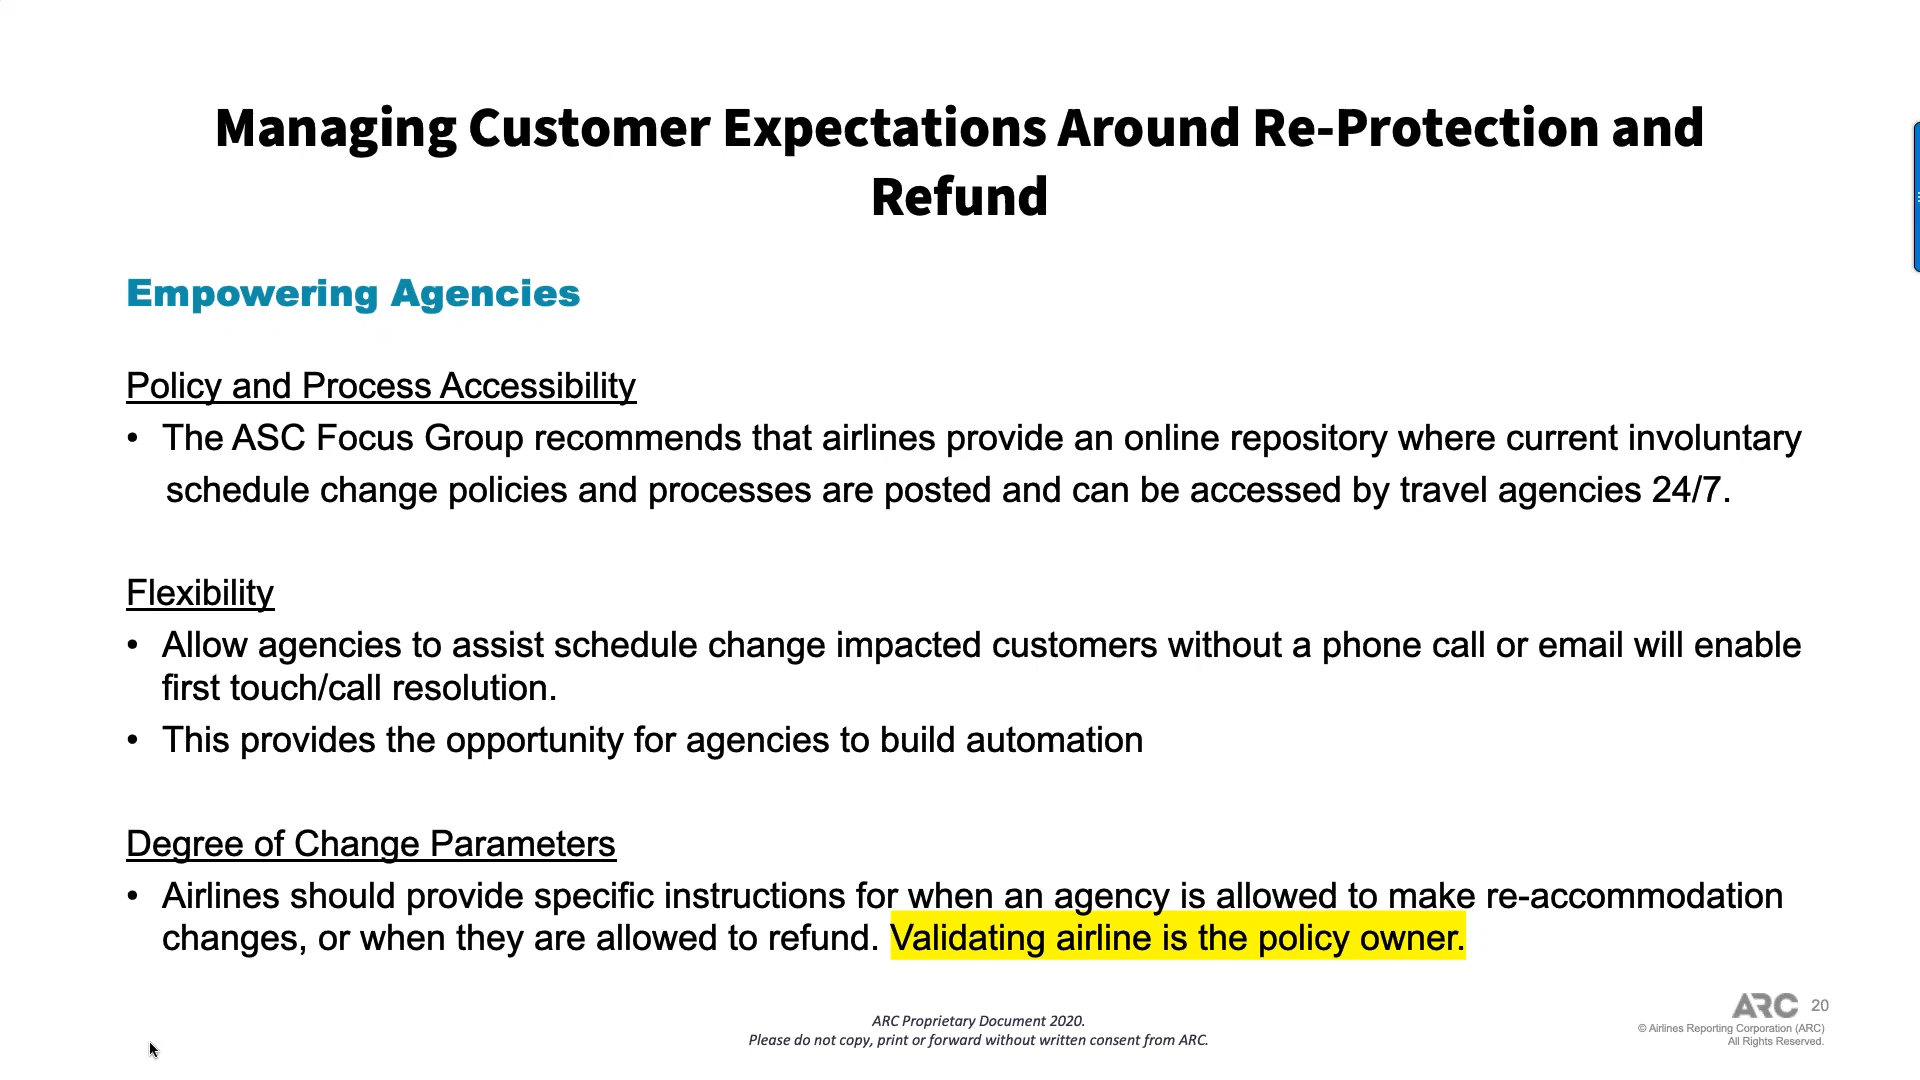 Managing Customer Expectations Around Re-Protection and
Refund
Empowering Agencies
Policy and Process Accessibility
• The ASC Focus Group recommends that airlines provide an online repository where current involuntary
schedule change policies and processes are posted and can be accessed by travel agencies 24/7.
Flexibility
• Allow agencies to assist schedule change impacted customers without a phone call or email will enable
first touch/call resolution.
• This provides the opportunity for agencies to build automation
Degree of Change Parameters
• Airlines should provide specific instructions for when an agency is allowed to make re-accommodation
changes, or when they are allowed to refund. Validating airline is the policy owner.
ARC Proprietary Document 2020.
Please do not copy, print or forward without written consent from ARC.
ARC 20
© Airlines Reporting Corporation (ARC)
All Rights Reserved.